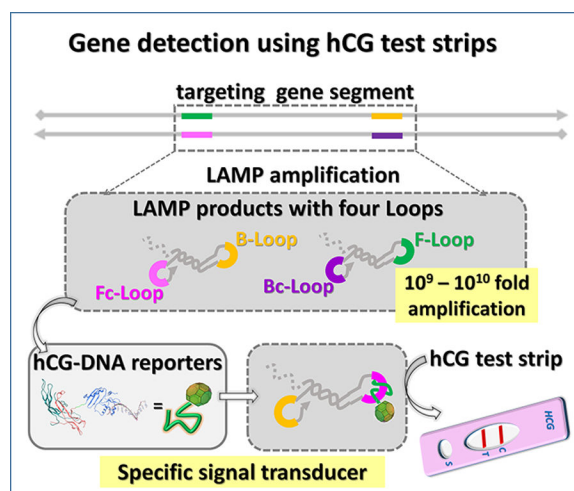 Gene detection using hCG test strips
targeting gene segment
LAMP amplification
LAMP products with four Loops
B-Loop
F-Loop
Fc-Loop
Bc-Loop
10⁹ – 10¹⁰ fold
amplification
hCG-DNA reporters
=
hCG test strip
HCG
C
T
S
Specific signal transducer